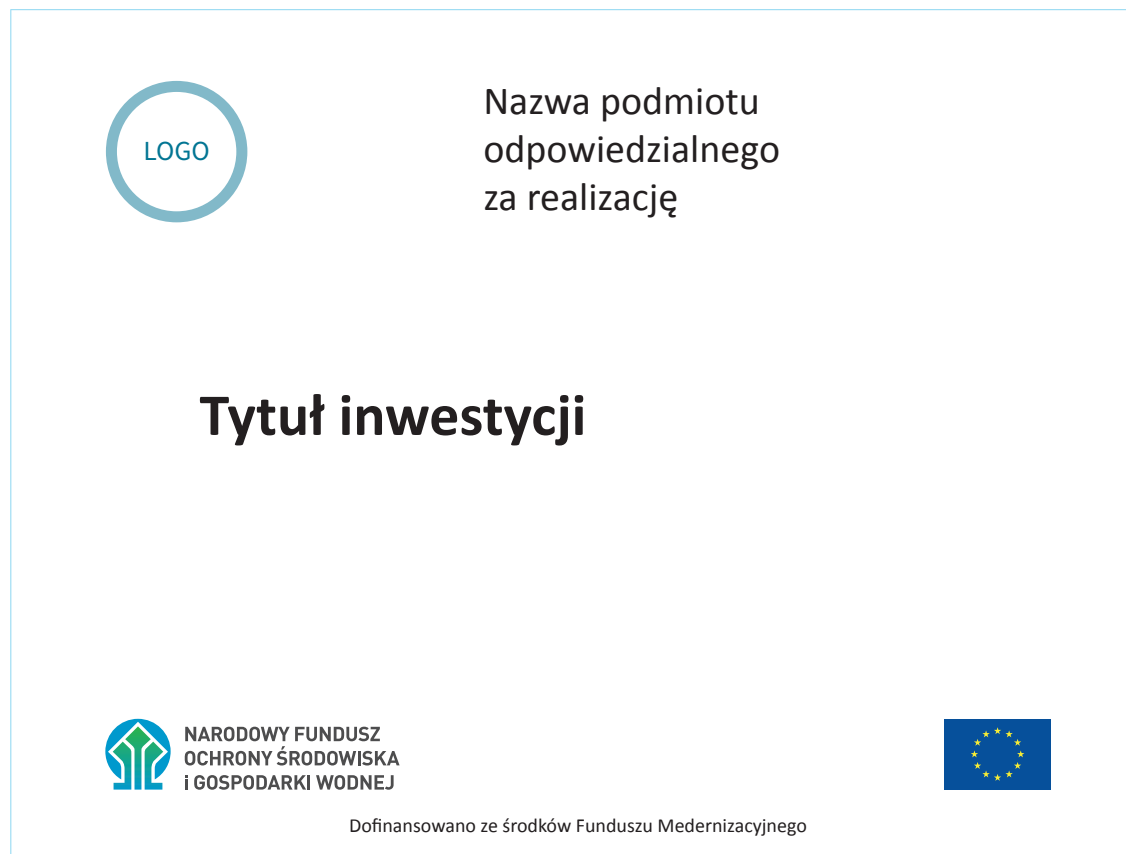 LOGO
Nazwa podmiotu
odpowiedzialnego
za realizację
Tytuł inwestycji
NARODOWY FUNDUSZ
OCHRONY ŚRODOWISKA
i GOSPODARKI WODNEJ
Dofinansowano ze środków Funduszu Medernizacyjnego